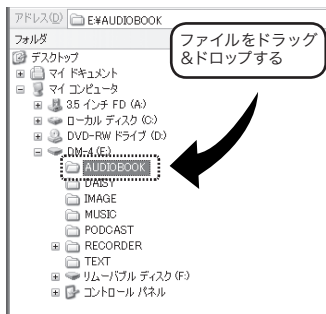 アドレス(D) E:¥AUDIOBOOK
フォルダ
ファイルをドラッグ
&ドロップする
デスクトップ
マイ ドキュメント
マイ コンピュータ
3.5 インチ FD (A:)
ローカル ディスク (C:)
DVD-RW ドライブ (D:)
DM-4 (E:)
AUDIOBOOK
DAISY
IMAGE
MUSIC
PODCAST
RECORDER
TEXT
リムーバブル ディスク (F:)
コントロール パネル